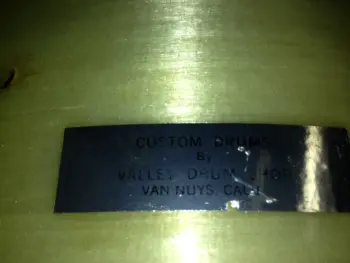 CUSTOM DRUMS
By
VALLEY DRUM SHOP
VAN NUYS, CALIF.